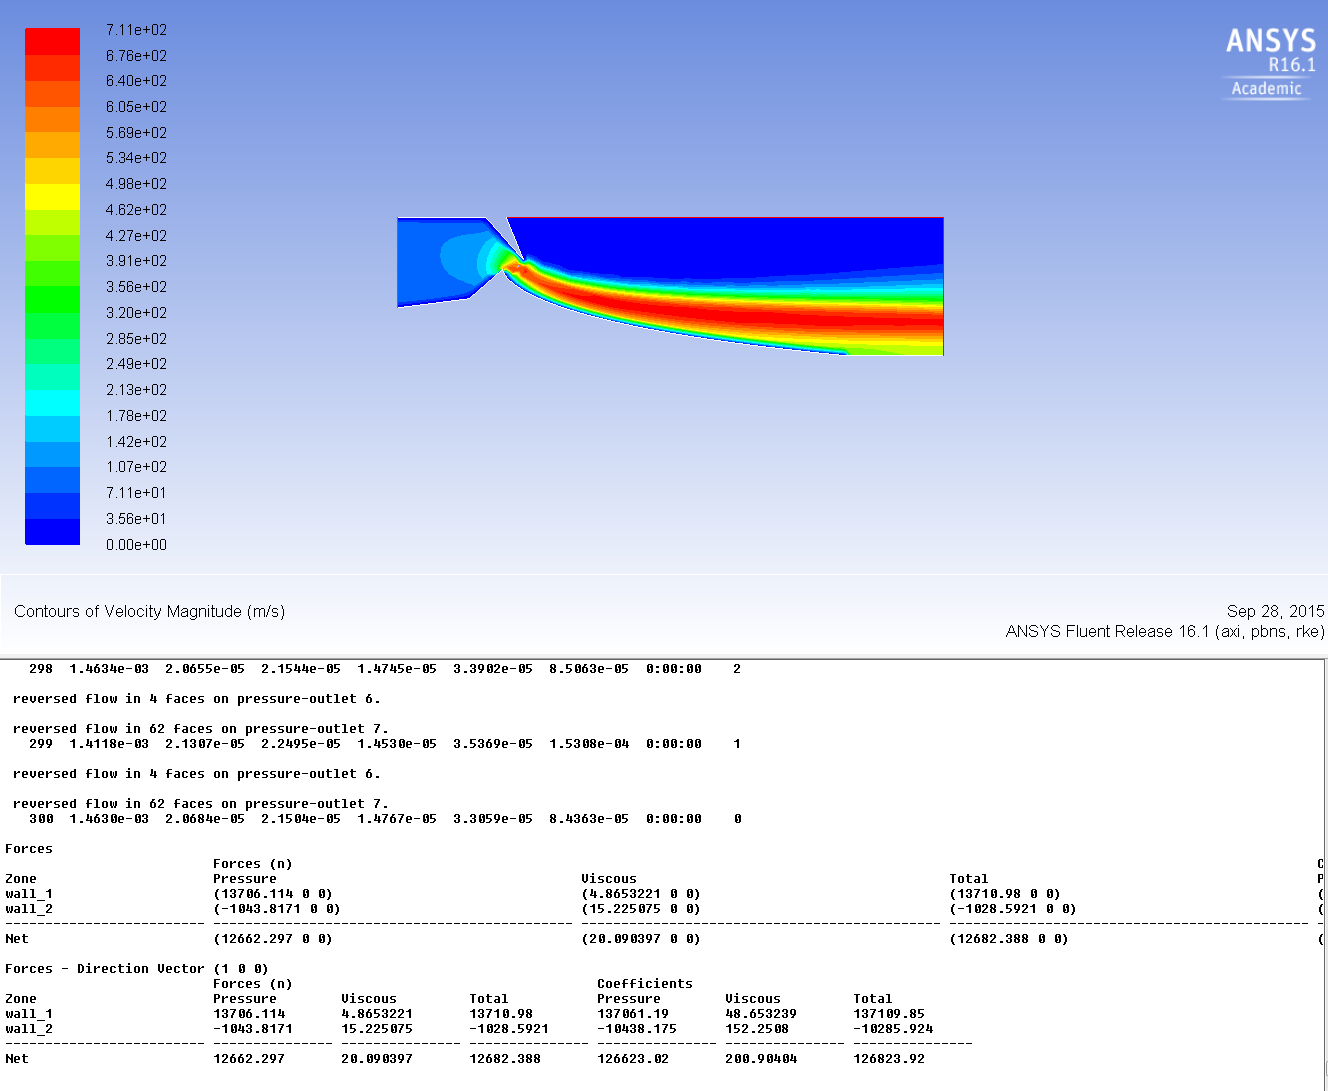 7.11e+02
6.76e+02
6.40e+02
6.05e+02
5.69e+02
5.34e+02
4.98e+02
4.62e+02
4.27e+02
3.91e+02
3.56e+02
3.20e+02
2.85e+02
2.49e+02
2.13e+02
1.78e+02
1.42e+02
1.07e+02
7.11e+01
3.56e+01
0.00e+00
ANSYS
R16.1
Academic
Contours of Velocity Magnitude (m/s)
Sep 28, 2015
ANSYS Fluent Release 16.1 (axi, pbns, rke)
298 1.4634e-03 2.0655e-05 2.1544e-05 1.4745e-05 3.3902e-05 8.5063e-05 0:00:00 2
reversed flow in 4 faces on pressure-outlet 6.
reversed flow in 62 faces on pressure-outlet 7.
299 1.4118e-03 2.1307e-05 2.2495e-05 1.4530e-05 3.5369e-05 1.5308e-04 0:00:00 1
reversed flow in 4 faces on pressure-outlet 6.
reversed flow in 62 faces on pressure-outlet 7.
300 1.4630e-03 2.0684e-05 2.1504e-05 1.4767e-05 3.3059e-05 8.4363e-05 0:00:00 0
Forces
Forces (n) C
Zone Pressure Viscous Total P
wall_1 (13706.114 0 0) (4.8653221 0 0) (13710.98 0 0) (
wall_2 (-1043.8171 0 0) (15.225075 0 0) (-1028.5921 0 0) (
Net (12662.297 0 0) (20.090397 0 0) (12682.388 0 0) (
Forces - Direction Vector (1 0 0)
Forces (n) Coefficients
Zone Pressure Viscous Total Pressure Viscous Total
wall_1 13706.114 4.8653221 13710.98 137061.19 48.653239 137109.85
wall_2 -1043.8171 15.225075 -1028.5921 -10438.175 152.2508 -10285.924
Net 12662.297 20.090397 12682.388 126623.02 200.90404 126823.92